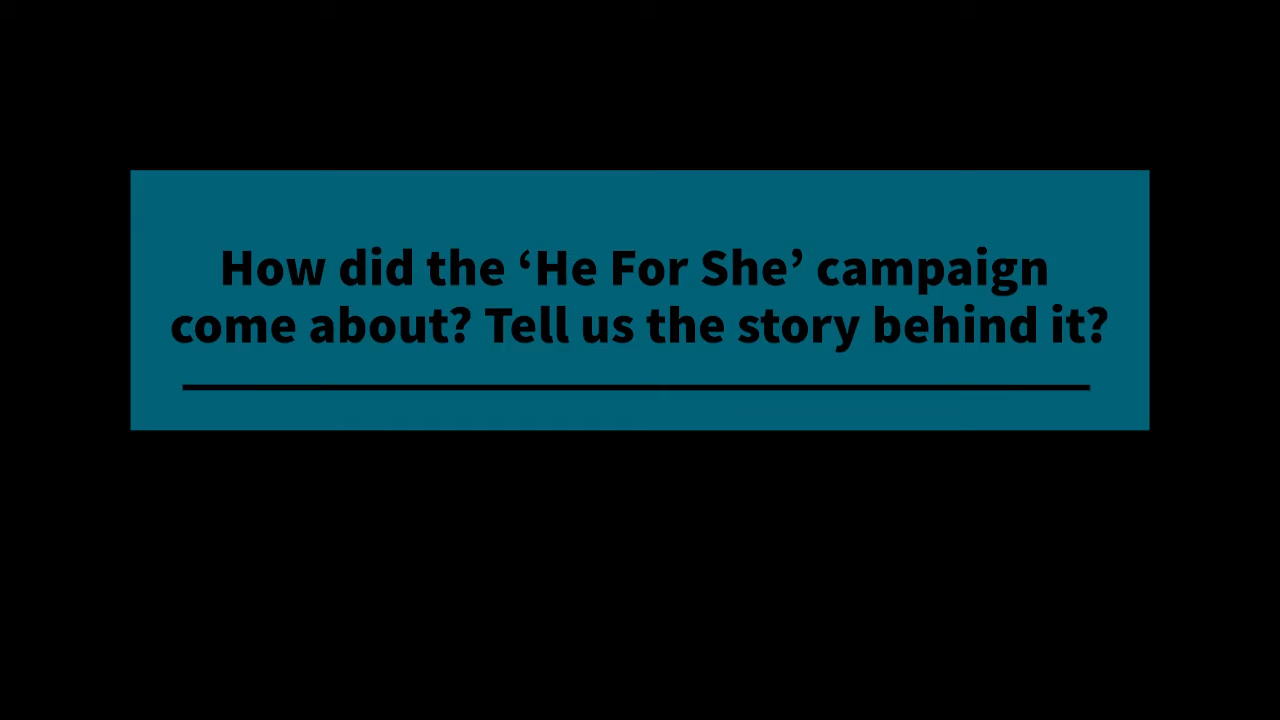 How did the ‘He For She’ campaign
come about? Tell us the story behind it?